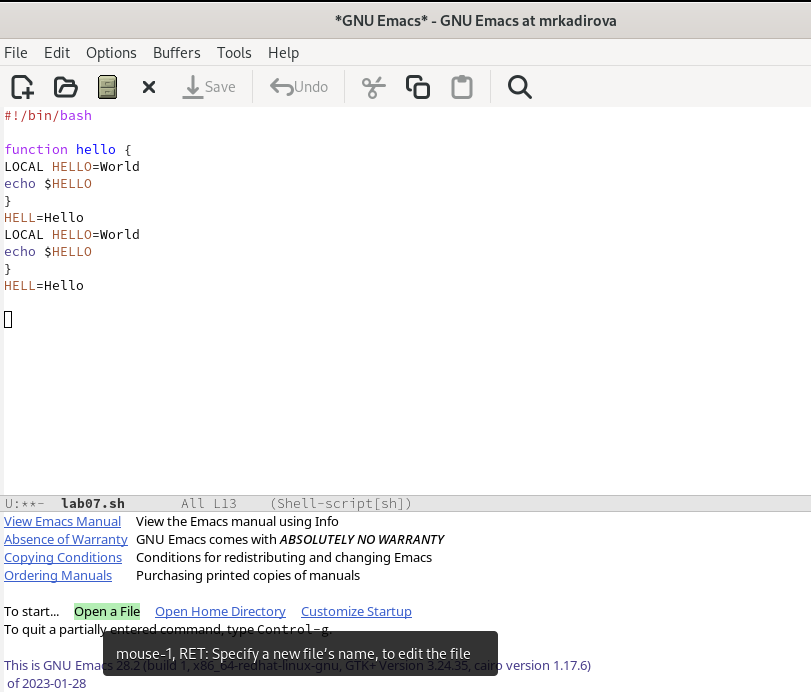 *GNU Emacs* - GNU Emacs at mrkadirova
File Edit Options Buffers Tools Help
Save Undo
#!/bin/bash
function hello {
LOCAL HELLO=World
echo $HELLO
}
HELL=Hello
LOCAL HELLO=World
echo $HELLO
}
HELL=Hello
U:**- lab07.sh All L13 (Shell-script[sh])
View Emacs Manual View the Emacs manual using Info
Absence of Warranty GNU Emacs comes with ABSOLUTELY NO WARRANTY
Copying Conditions Conditions for redistributing and changing Emacs
Ordering Manuals Purchasing printed copies of manuals
To start... Open a File Open Home Directory Customize Startup
To quit a partially entered command, type Control-g.
mouse-1, RET: Specify a new file's name, to edit the file
This is GNU Emacs 28.2 (build 1, x86_64-redhat-linux-gnu, GTK+ Version 3.24.35, cairo version 1.17.6)
of 2023-01-28